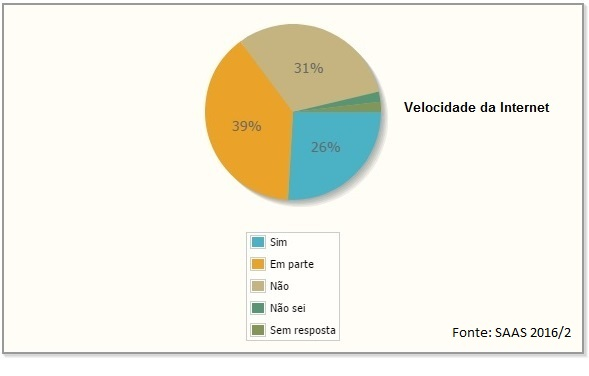 31%
Velocidade da Internet
39%
26%
Sim
Em parte
Não
Não sei
Sem resposta
Fonte: SAAS 2016/2